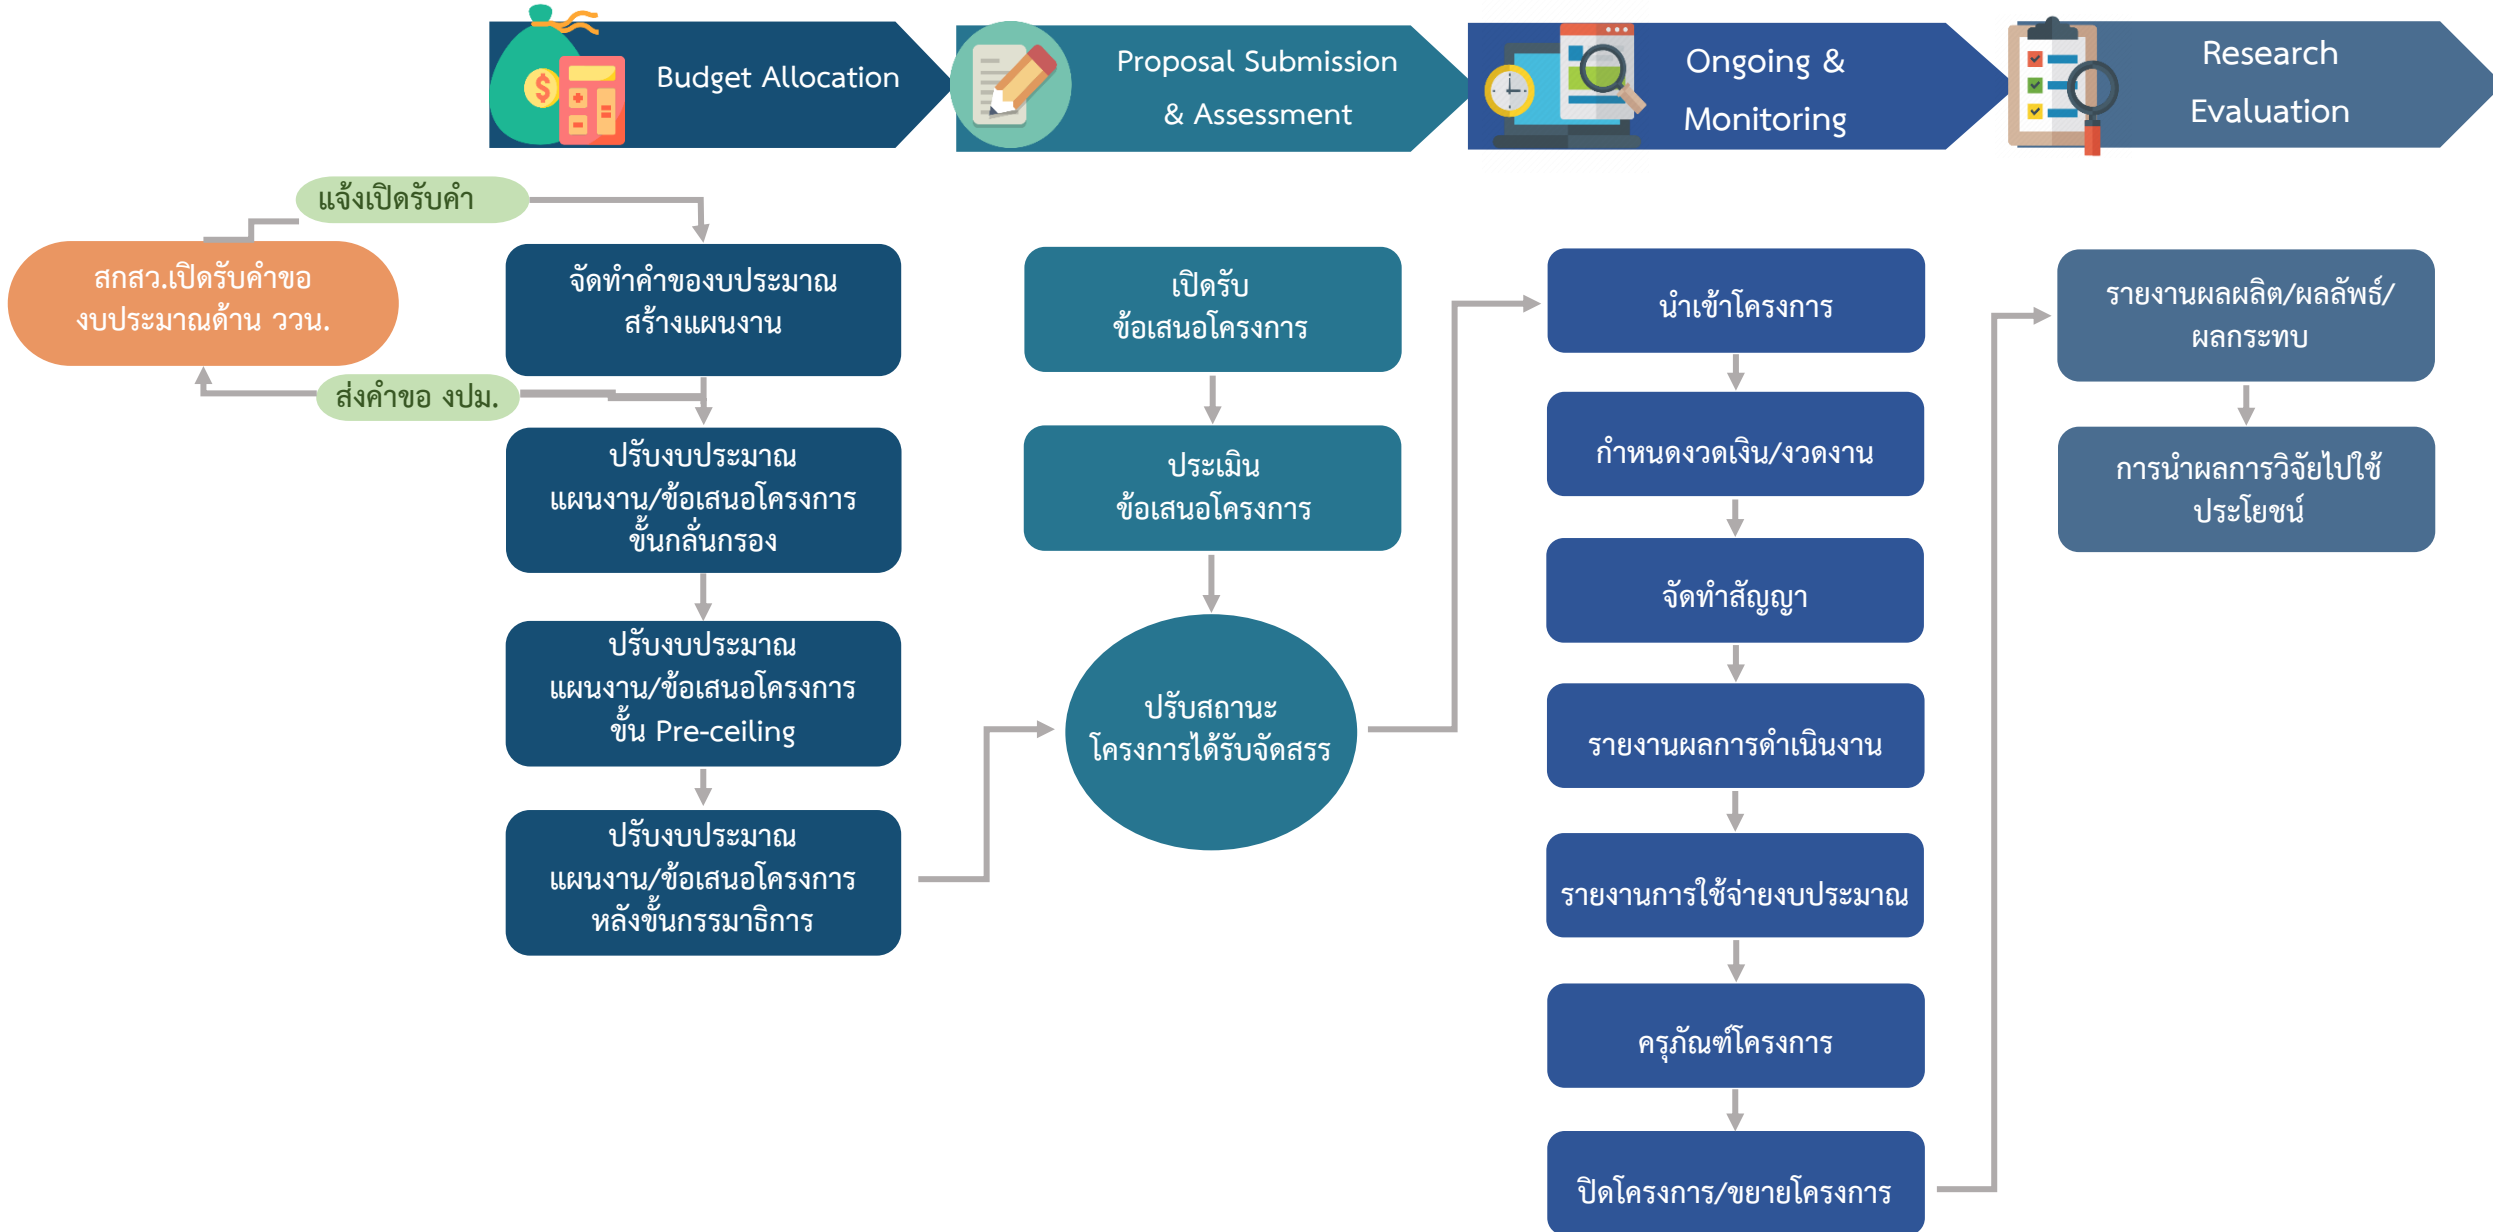 Budget Allocation
Proposal Submission
& Assessment
Ongoing &
Monitoring
Research
Evaluation
แจ้งเปิดรับคำ
สกสว.เปิดรับคำขอ
งบประมาณด้าน ววน.
ส่งคำขอ งปม.
จัดทำคำของบประมาณ
สร้างแผนงาน
ปรับงบประมาณ
แผนงาน/ข้อเสนอโครงการ
ขั้นกลั่นกรอง
ปรับงบประมาณ
แผนงาน/ข้อเสนอโครงการ
ขั้น Pre-ceiling
ปรับงบประมาณ
แผนงาน/ข้อเสนอโครงการ
หลังขั้นกรรมาธิการ
เปิดรับ
ข้อเสนอโครงการ
ประเมิน
ข้อเสนอโครงการ
ปรับสถานะ
โครงการได้รับจัดสรร
นำเข้าโครงการ
กำหนดงวดเงิน/งวดงาน
จัดทำสัญญา
รายงานผลการดำเนินงาน
รายงานการใช้จ่ายงบประมาณ
ครุภัณฑ์โครงการ
ปิดโครงการ/ขยายโครงการ
รายงานผลผลิต/ผลลัพธ์/
ผลกระทบ
การนำผลการวิจัยไปใช้
ประโยชน์